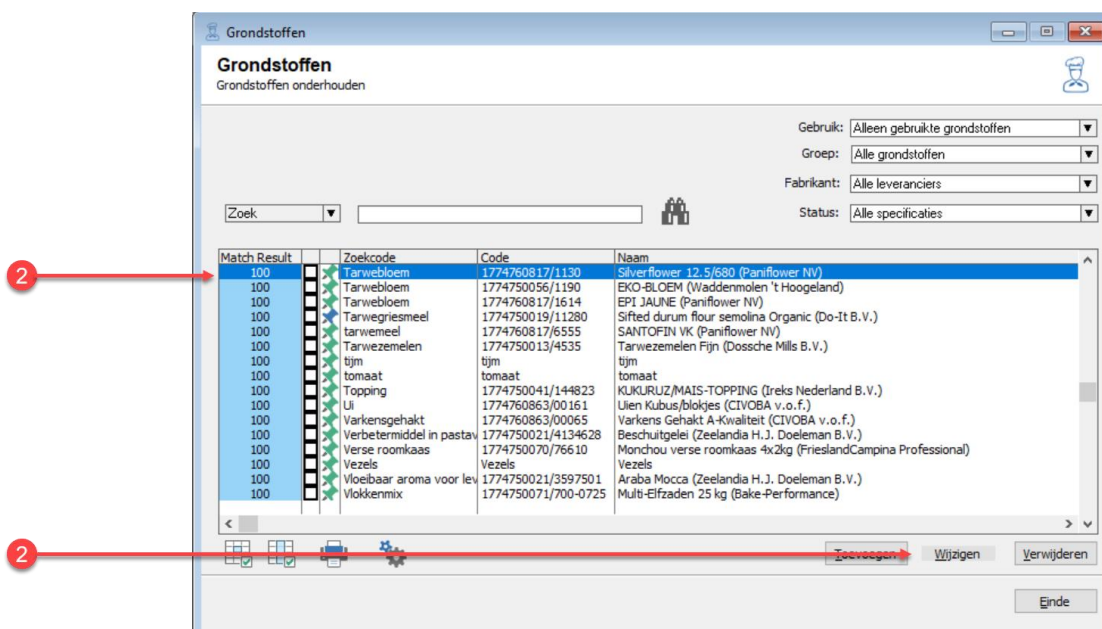 Grondstoffen
Grondstoffen
Grondstoffen onderhouden
Gebruik: Alleen gebruikte grondstoffen
Groep: Alle grondstoffen
Fabrikant: Alle leveranciers
Zoek Status: Alle specificaties
Match Result Zoekcode Code Naam
2 100 Tarwebloem 1774760817/1130 Silverflower 12.5/680 (Paniflower NV)
100 Tarwebloem 1774750056/1190 EKO-BLOEM (Waddenmolen 't Hoogeland)
100 Tarwebloem 1774760817/1614 EPI JAUNE (Paniflower NV)
100 Tarwegriesmeel 1774750019/11280 Sifted durum flour semolina Organic (Do-It B.V.)
100 tarwemeel 1774760817/6555 SANTOFIN VK (Paniflower NV)
100 Tarwezemelen 1774750013/4535 Tarwezemelen Fijn (Dossche Mills B.V.)
100 tijm tijm tijm
100 tomaat tomaat tomaat
100 Topping 1774750041/144823 KUKURUZ/MAIS-TOPPING (Ireks Nederland B.V.)
100 Ui 1774760863/00161 Uien Kubus/blokjes (CIVOBA v.o.f.)
100 Varkensgehakt 1774760863/00065 Varkens Gehakt A-Kwaliteit (CIVOBA v.o.f.)
100 Verbetermiddel in pastav 1774750021/4134628 Beschuitgelei (Zeelandia H.J. Doeleman B.V.)
100 Verse roomkaas 1774750070/76610 Monchou verse roomkaas 4x2kg (FrieslandCampina Professional)
100 Vezels Vezels Vezels
100 Vloeibaar aroma voor lev 1774750021/3597501 Araba Mocca (Zeelandia H.J. Doeleman B.V.)
100 Vlokkenmix 1774750071/700-0725 Multi-Elfzaden 25 kg (Bake-Performance)
2 Toevoegen Wijzigen Verwijderen
Einde